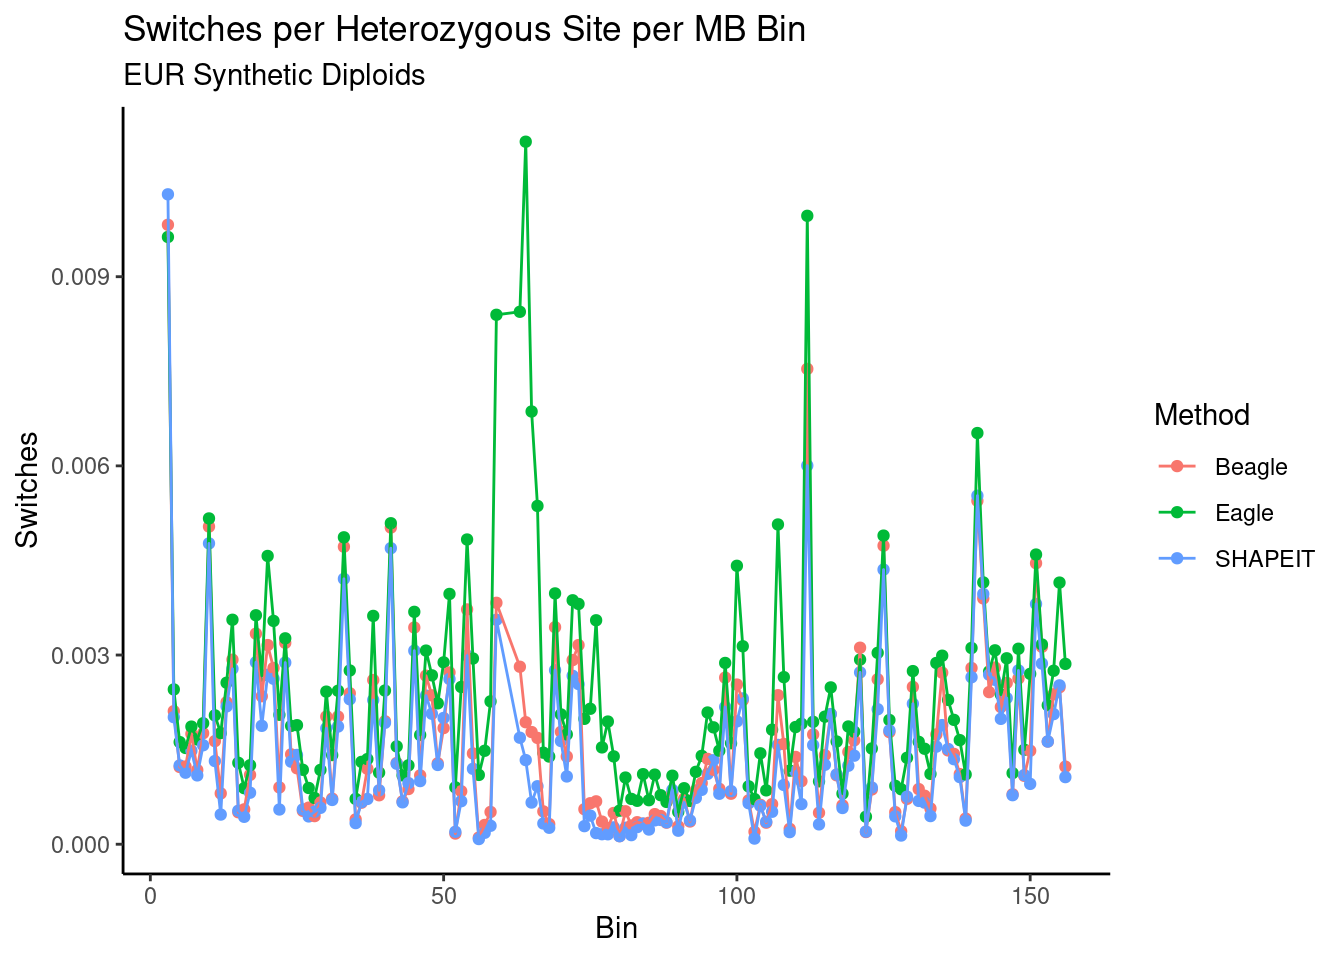 Switches per Heterozygous Site per MB Bin
EUR Synthetic Diploids
Switches
0.009
0.006
0.003
0.000
0
50
100
150
Bin
Method
Beagle
Eagle
SHAPEIT